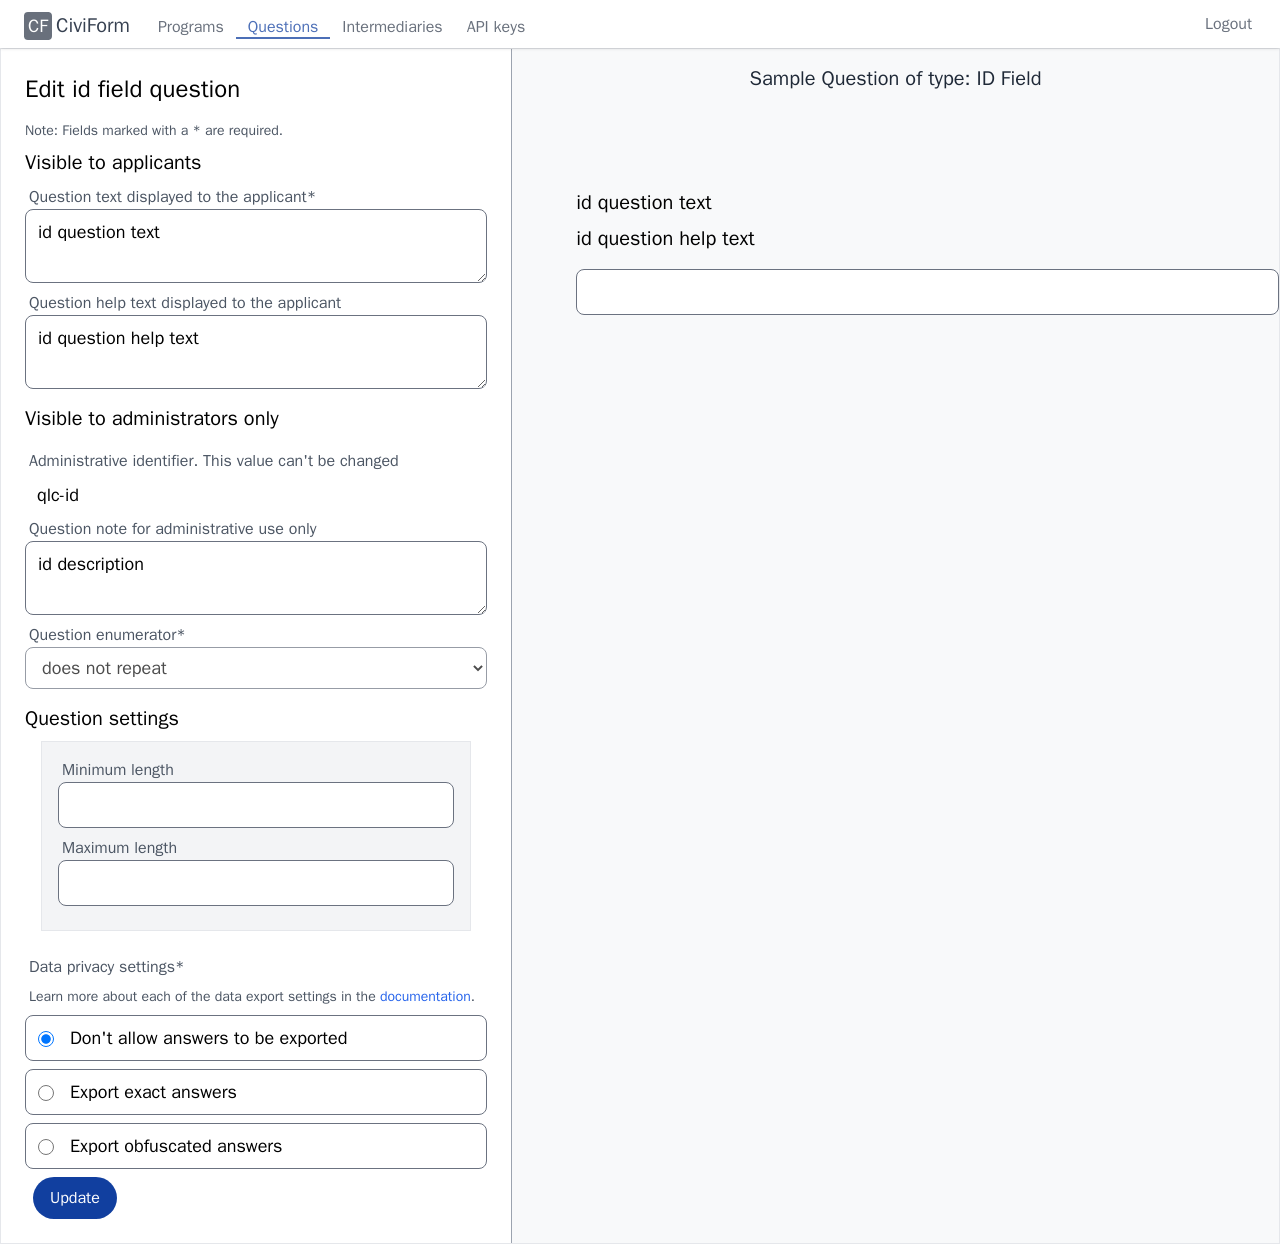 CF CiviForm Programs Questions Intermediaries API keys Logout
Edit id field question
Note: Fields marked with a * are required.
Visible to applicants
Question text displayed to the applicant*
id question text
Question help text displayed to the applicant
id question help text
Visible to administrators only
Administrative identifier. This value can't be changed
qlc-id
Question note for administrative use only
id description
Question enumerator*
does not repeat
Question settings
Minimum length
Maximum length
Data privacy settings*
Learn more about each of the data export settings in the documentation.
Don't allow answers to be exported
Export exact answers
Export obfuscated answers
Update
Sample Question of type: ID Field
id question text
id question help text